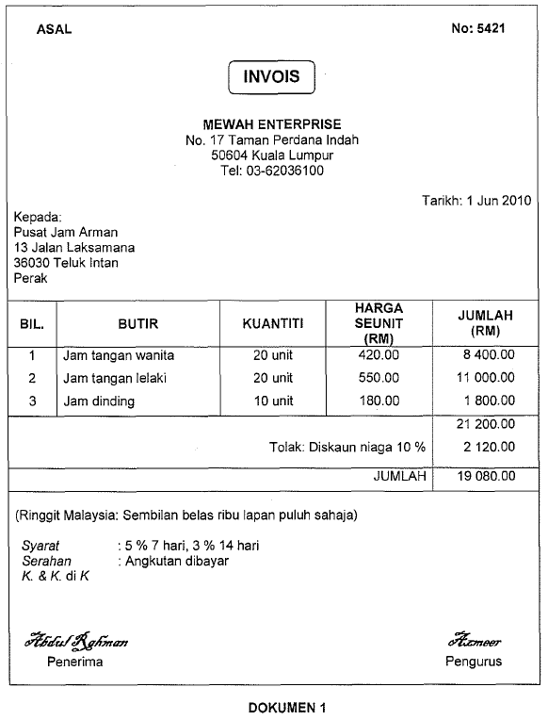 ASAL No: 5421
INVOIS
MEWAH ENTERPRISE
No. 17 Taman Perdana Indah
50604 Kuala Lumpur
Tel: 03-62036100
Tarikh: 1 Jun 2010
Kepada:
Pusat Jam Arman
13 Jalan Laksamana
36030 Teluk Intan
Perak
BIL. BUTIR KUANTITI HARGA SEUNIT (RM) JUMLAH (RM)
1 Jam tangan wanita 20 unit 420.00 8 400.00
2 Jam tangan lelaki 20 unit 550.00 11 000.00
3 Jam dinding 10 unit 180.00 1 800.00
21 200.00
Tolak: Diskaun niaga 10 % 2 120.00
JUMLAH 19 080.00
(Ringgit Malaysia: Sembilan belas ribu lapan puluh sahaja)
Syarat : 5 % 7 hari, 3 % 14 hari
Serahan : Angkutan dibayar
K. & K. di K
Abdul Rahman Azmeer
Penerima Pengurus
DOKUMEN 1